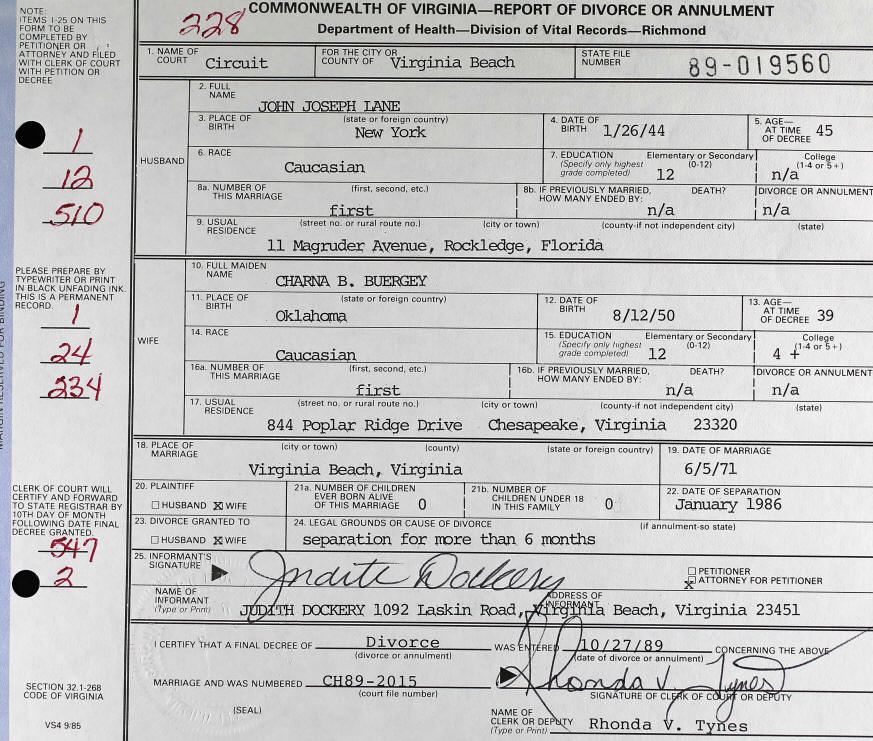 NOTE:
ITEMS 1-25 ON THIS
FORM TO BE
COMPLETED BY
PETITIONER OR
ATTORNEY AND FILED
WITH CLERK OF COURT
WITH PETITION OR
DECREE
1
12
510
PLEASE PREPARE BY
TYPEWRITER OR PRINT
IN BLACK UNFADING INK.
THIS IS A PERMANENT
RECORD.
1
24
234
MARGIN RESERVED FOR BINDING
CLERK OF COURT WILL
CERTIFY AND FORWARD
TO STATE REGISTRAR BY
10TH DAY OF MONTH
FOLLOWING DATE FINAL
DECREE GRANTED.
547
2
SECTION 32.1-268
CODE OF VIRGINIA
VS4 9/85
228
COMMONWEALTH OF VIRGINIA—REPORT OF DIVORCE OR ANNULMENT
Department of Health—Division of Vital Records—Richmond
1. NAME OF COURT Circuit FOR THE CITY OR COUNTY OF Virginia Beach STATE FILE NUMBER 89-019560
HUSBAND
2. FULL NAME JOHN JOSEPH LANE
3. PLACE OF BIRTH (state or foreign country) New York 4. DATE OF BIRTH 1/26/44 5. AGE—AT TIME OF DECREE 45
6. RACE Caucasian 7. EDUCATION (Specify only highest grade completed) Elementary or Secondary (0-12) 12 College (1-4 or 5+) n/a
8a. NUMBER OF THIS MARRIAGE (first, second, etc.) first 8b. IF PREVIOUSLY MARRIED, HOW MANY ENDED BY: DEATH? n/a DIVORCE OR ANNULMENT n/a
9. USUAL RESIDENCE (street no. or rural route no.) (city or town) (county-if not independent city) (state)
11 Magruder Avenue, Rockledge, Florida
WIFE
10. FULL MAIDEN NAME CHARNA B. BUERGEY
11. PLACE OF BIRTH (state or foreign country) Oklahoma 12. DATE OF BIRTH 8/12/50 13. AGE—AT TIME OF DECREE 39
14. RACE Caucasian 15. EDUCATION (Specify only highest grade completed) Elementary or Secondary (0-12) 12 College (1-4 or 5+) 4 +
16a. NUMBER OF THIS MARRIAGE (first, second, etc.) first 16b. IF PREVIOUSLY MARRIED, HOW MANY ENDED BY: DEATH? n/a DIVORCE OR ANNULMENT n/a
17. USUAL RESIDENCE (street no. or rural route no.) (city or town) (county-if not independent city) (state)
844 Poplar Ridge Drive Chesapeake, Virginia 23320
18. PLACE OF MARRIAGE (city or town) (county) (state or foreign country) 19. DATE OF MARRIAGE
Virginia Beach, Virginia 6/5/71
20. PLAINTIFF HUSBAND X WIFE 21a. NUMBER OF CHILDREN EVER BORN ALIVE OF THIS MARRIAGE 0 21b. NUMBER OF CHILDREN UNDER 18 IN THIS FAMILY 0 22. DATE OF SEPARATION January 1986
23. DIVORCE GRANTED TO HUSBAND X WIFE 24. LEGAL GROUNDS OR CAUSE OF DIVORCE (if annulment-so state) separation for more than 6 months
25. INFORMANT'S SIGNATURE Judith Dockery PETITIONER X ATTORNEY FOR PETITIONER
NAME OF INFORMANT (Type or Print) ADDRESS OF INFORMANT
JUDITH DOCKERY 1092 Laskin Road, Virginia Beach, Virginia 23451
I CERTIFY THAT A FINAL DECREE OF Divorce WAS ENTERED 10/27/89 CONCERNING THE ABOVE
(divorce or annulment) (date of divorce or annulment)
MARRIAGE AND WAS NUMBERED CH89-2015 Rhonda V. Tynes
(court file number) SIGNATURE OF CLERK OF COURT OR DEPUTY
(SEAL)
NAME OF CLERK OR DEPUTY (Type or Print) Rhonda V. Tynes